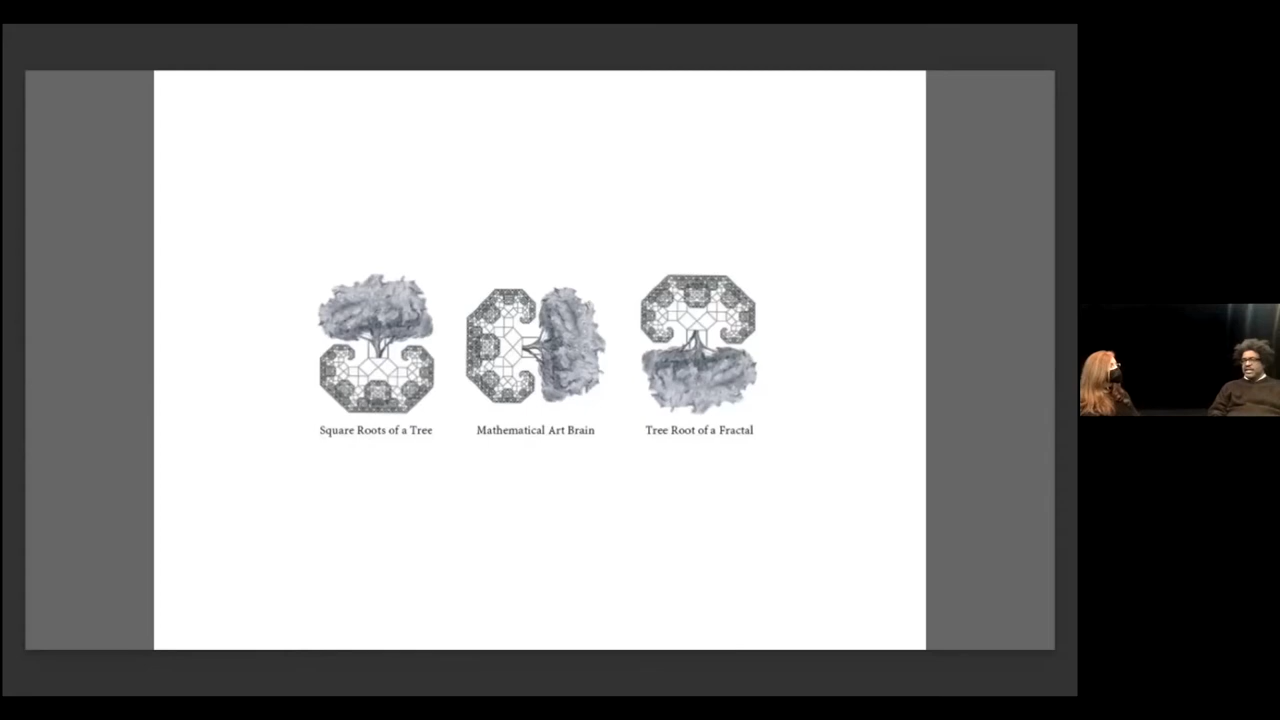 Square Roots of a Tree
Mathematical Art Brain
Tree Root of a Fractal